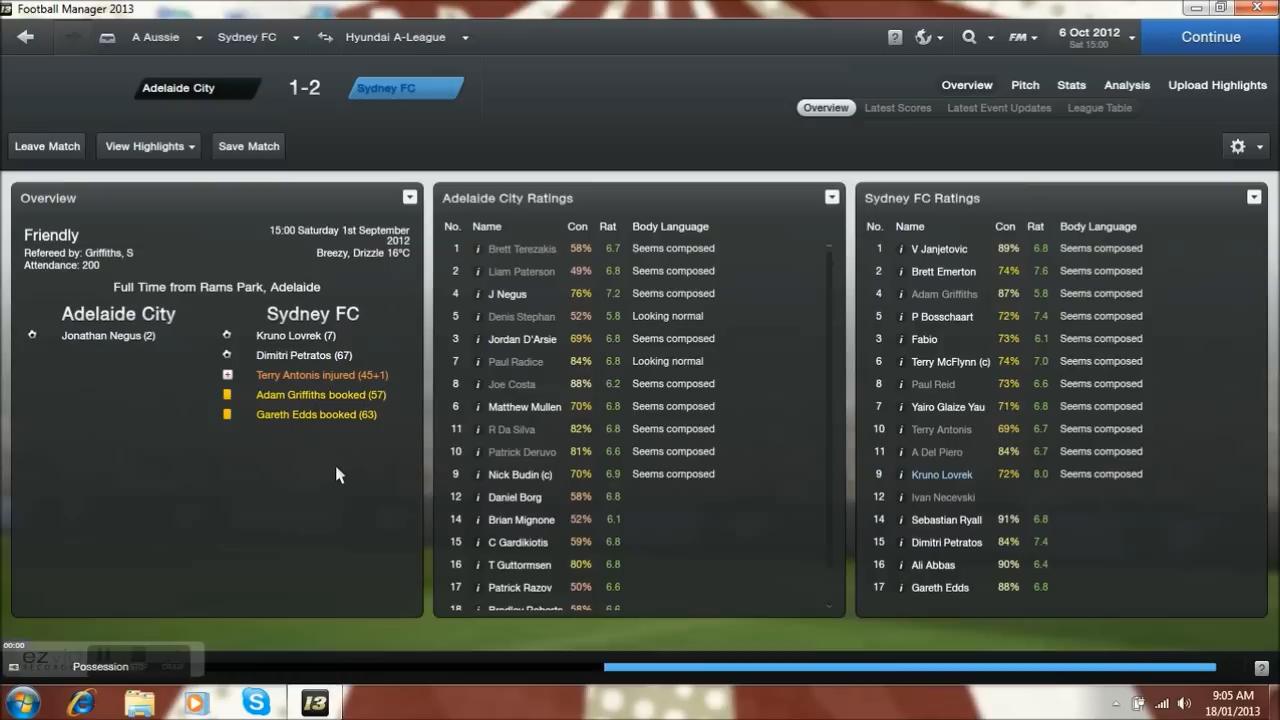 Football Manager 2013
A Aussie Sydney FC Hyundai A-League ? FM 6 Oct 2012 Sat 15:00 Continue
Adelaide City 1-2 Sydney FC
Overview Pitch Stats Analysis Upload Highlights
Overview Latest Scores Latest Event Updates League Table
Leave Match View Highlights Save Match
Overview
Friendly
Refereed by: Griffiths, S
Attendance: 200
15:00 Saturday 1st September
2012
Breezy, Drizzle 16°C
Full Time from Rams Park, Adelaide
Adelaide City Sydney FC
Jonathan Negus (2) Kruno Lovrek (7)
Dimitri Petratos (67)
Terry Antonis injured (45+1)
Adam Griffiths booked (57)
Gareth Edds booked (63)
Adelaide City Ratings
No. Name Con Rat Body Language
1 i Brett Terezakis 58% 6.7 Seems composed
2 i Liam Paterson 49% 6.8 Seems composed
4 i J Negus 76% 7.2 Seems composed
5 i Denis Stephan 52% 5.8 Looking normal
3 i Jordan D'Arsie 69% 6.8 Seems composed
7 i Paul Radice 84% 6.8 Looking normal
8 i Joe Costa 88% 6.2 Seems composed
6 i Matthew Mullen 70% 6.8 Seems composed
11 i R Da Silva 82% 6.8 Seems composed
10 i Patrick Deruvo 81% 6.6 Seems composed
9 i Nick Budin (c) 70% 6.9 Seems composed
12 i Daniel Borg 58% 6.8
14 i Brian Mignone 52% 6.1
15 i C Gardikiotis 59% 6.8
16 i T Guttormsen 80% 6.8
17 i Patrick Razov 50% 6.6
18 i Bradley Roberts 58% 6.6
Sydney FC Ratings
No. Name Con Rat Body Language
1 i V Janjetovic 89% 6.8 Seems composed
2 i Brett Emerton 74% 7.6 Seems composed
4 i Adam Griffiths 87% 5.8 Seems composed
5 i P Bosschaart 72% 7.4 Seems composed
3 i Fabio 73% 6.1 Seems composed
6 i Terry McFlynn (c) 74% 7.0 Seems composed
8 i Paul Reid 73% 6.6 Seems composed
7 i Yairo Glaize Yau 71% 6.8 Seems composed
10 i Terry Antonis 69% 6.7 Seems composed
11 i A Del Piero 84% 6.7 Seems composed
9 i Kruno Lovrek 72% 8.0 Seems composed
12 i Ivan Necevski
14 i Sebastian Ryall 91% 6.8
15 i Dimitri Petratos 84% 7.4
16 i Ali Abbas 90% 6.4
17 i Gareth Edds 88% 6.8
00:00
Possession ?
13 9:05 AM
18/01/2013